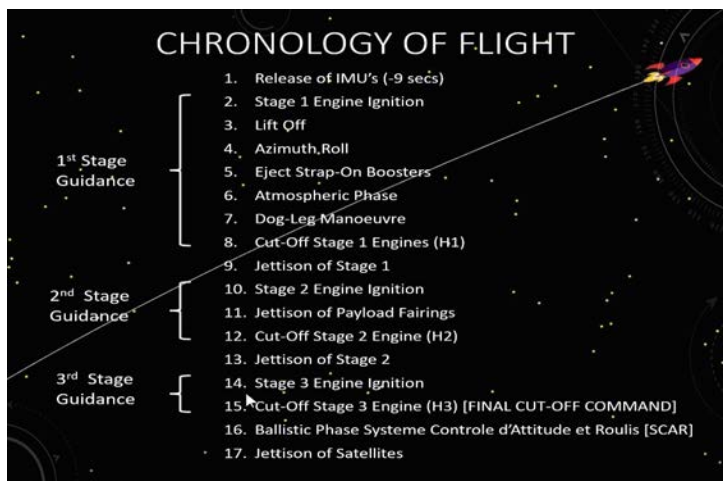 CHRONOLOGY OF FLIGHT
1. Release of IMU's (-9 secs)
2. Stage 1 Engine Ignition
3. Lift Off
4. Azimuth Roll
5. Eject Strap-On Boosters
6. Atmospheric Phase
7. Dog-Leg Manoeuvre
8. Cut-Off Stage 1 Engines (H1)
1st Stage
Guidance
9. Jettison of Stage 1
10. Stage 2 Engine Ignition
11. Jettison of Payload Fairings
12. Cut-Off Stage 2 Engine (H2)
2nd Stage
Guidance
13. Jettison of Stage 2
14. Stage 3 Engine Ignition
15. Cut-Off Stage 3 Engine (H3) [FINAL CUT-OFF COMMAND]
3rd Stage
Guidance
16. Ballistic Phase Systeme Controle d'Attitude et Roulis [SCAR]
17. Jettison of Satellites